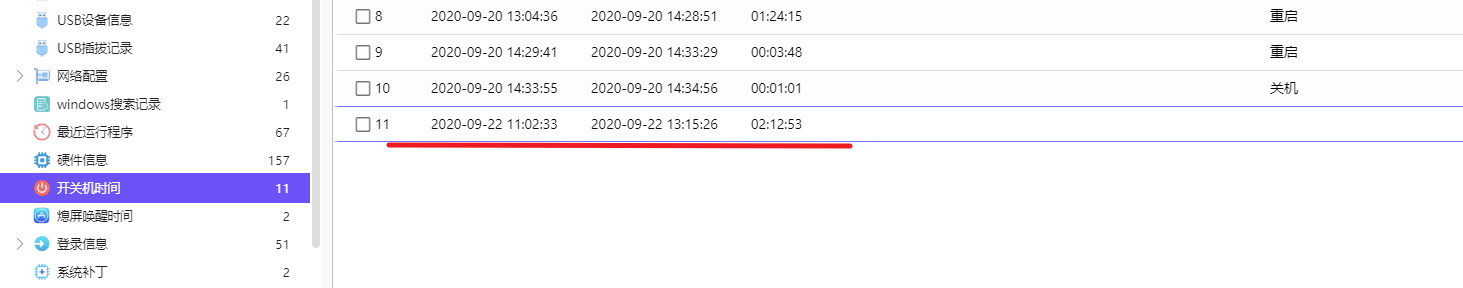 USB设备信息 22
USB插拔记录 41
网络配置 26
windows搜索记录 1
最近运行程序 67
硬件信息 157
开关机时间 11
熄屏唤醒时间 2
登录信息 51
系统补丁 2
8 2020-09-20 13:04:36 2020-09-20 14:28:51 01:24:15 重启
9 2020-09-20 14:29:41 2020-09-20 14:33:29 00:03:48 重启
10 2020-09-20 14:33:55 2020-09-20 14:34:56 00:01:01 关机
11 2020-09-22 11:02:33 2020-09-22 13:15:26 02:12:53